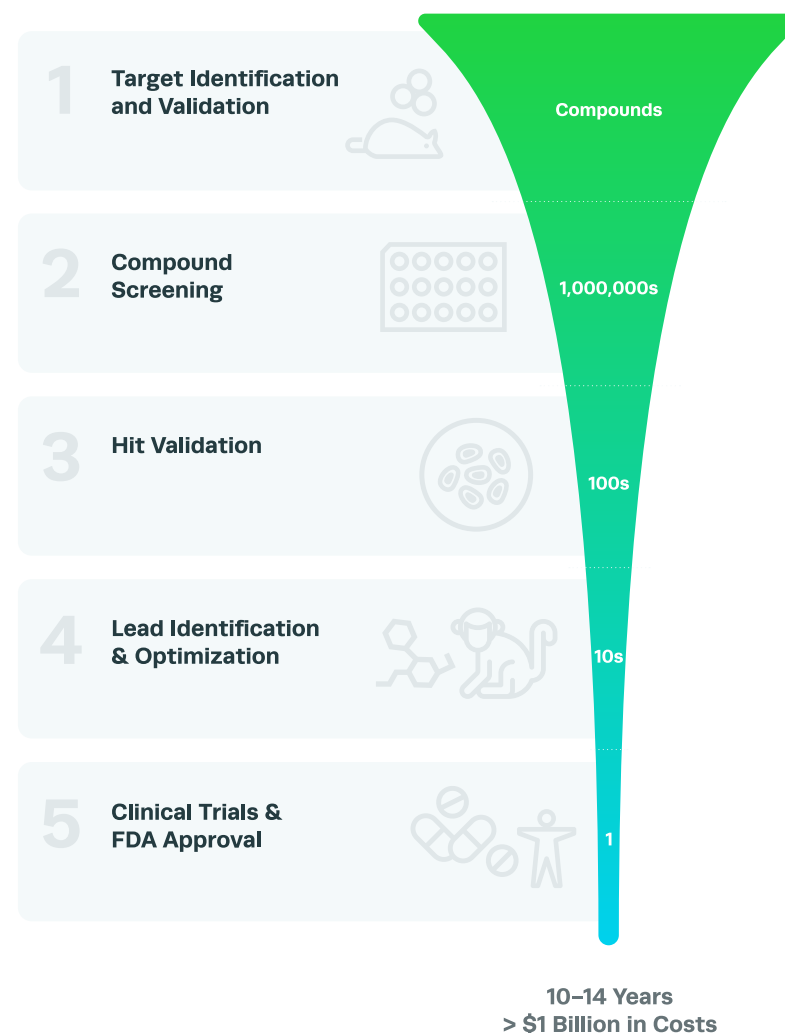 1
Target Identification
and Validation
Compounds
2
Compound
Screening
1,000,000s
3
Hit Validation
100s
4
Lead Identification
& Optimization
10s
5
Clinical Trials &
FDA Approval
1
10–14 Years
> $1 Billion in Costs